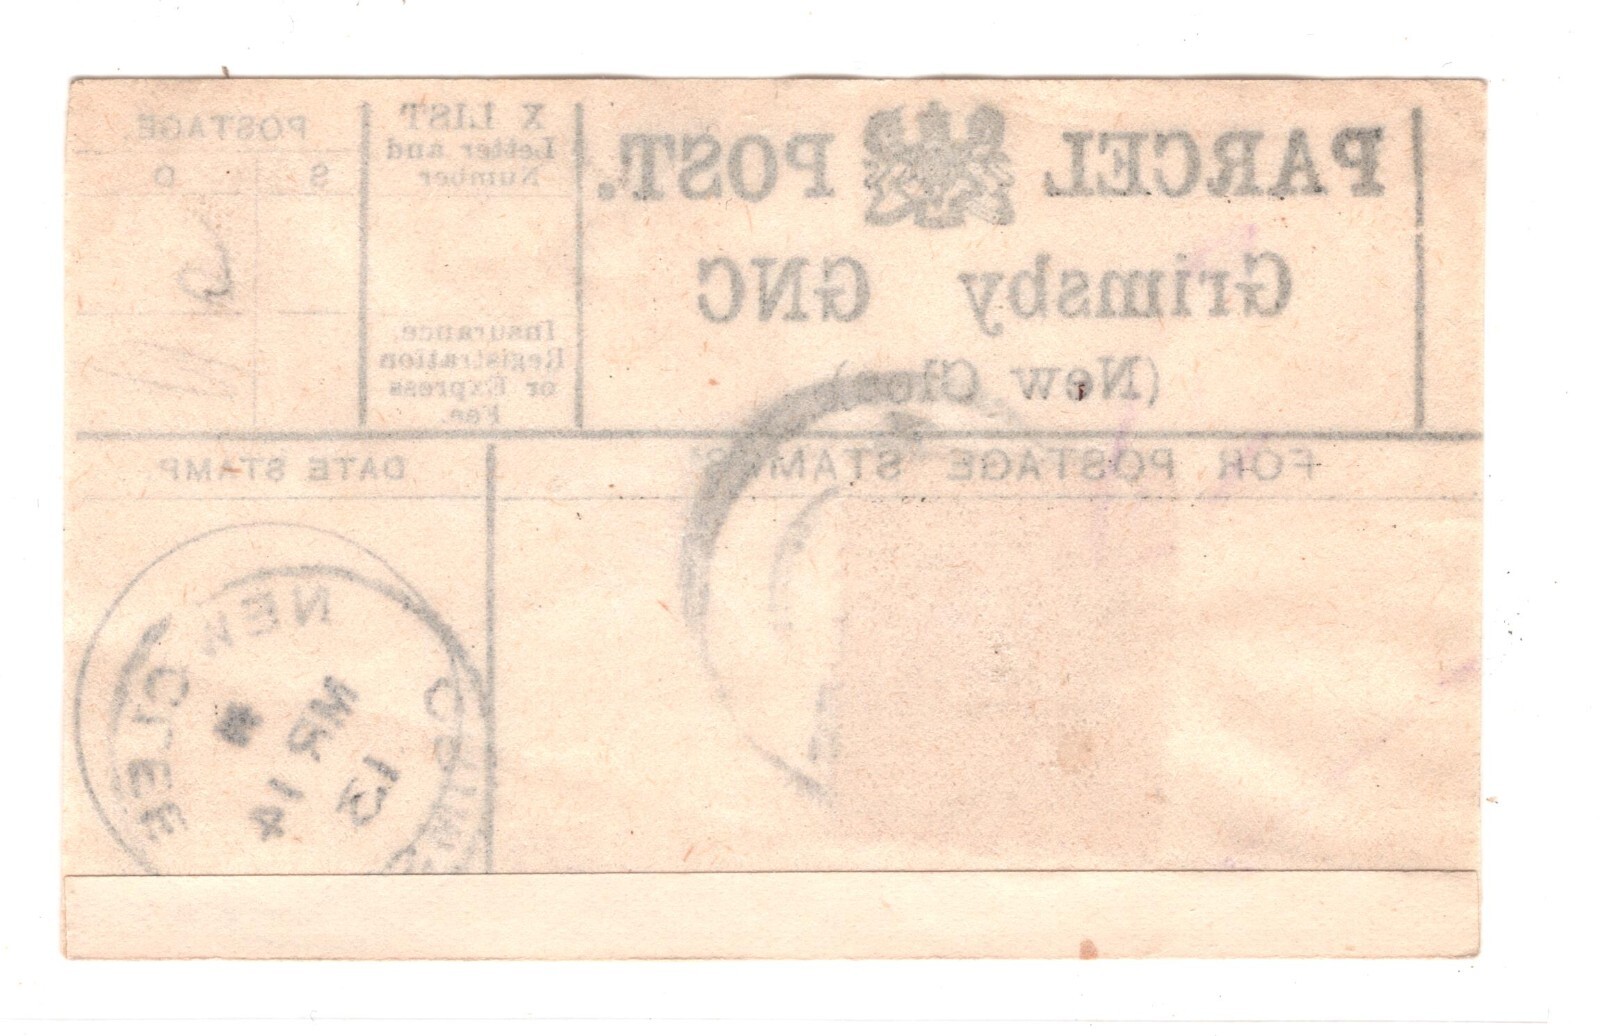 PARCEL POST.
Grimsby GNC
(New Clee)
X LIST
Letter and
Number
Insurance,
Registration
or Express
Fee.
POSTAGE.
S D
FOR POSTAGE STAMPS.
DATE STAMP.
NEW CLEE
MR
14